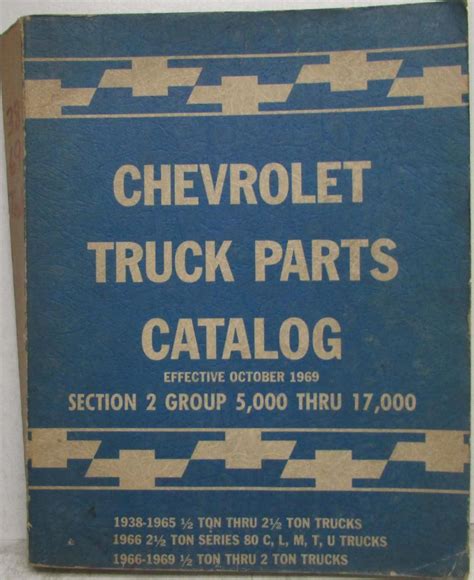 CHEVROLET
TRUCK PARTS
CATALOG
EFFECTIVE OCTOBER 1969
SECTION 2 GROUP 5,000 THRU 17,000
1938-1965 ½ TON THRU 2½ TON TRUCKS
1966 2½ TON SERIES 80 C, L, M, T, U TRUCKS
1966-1969 ½ TON THRU 2 TON TRUCKS